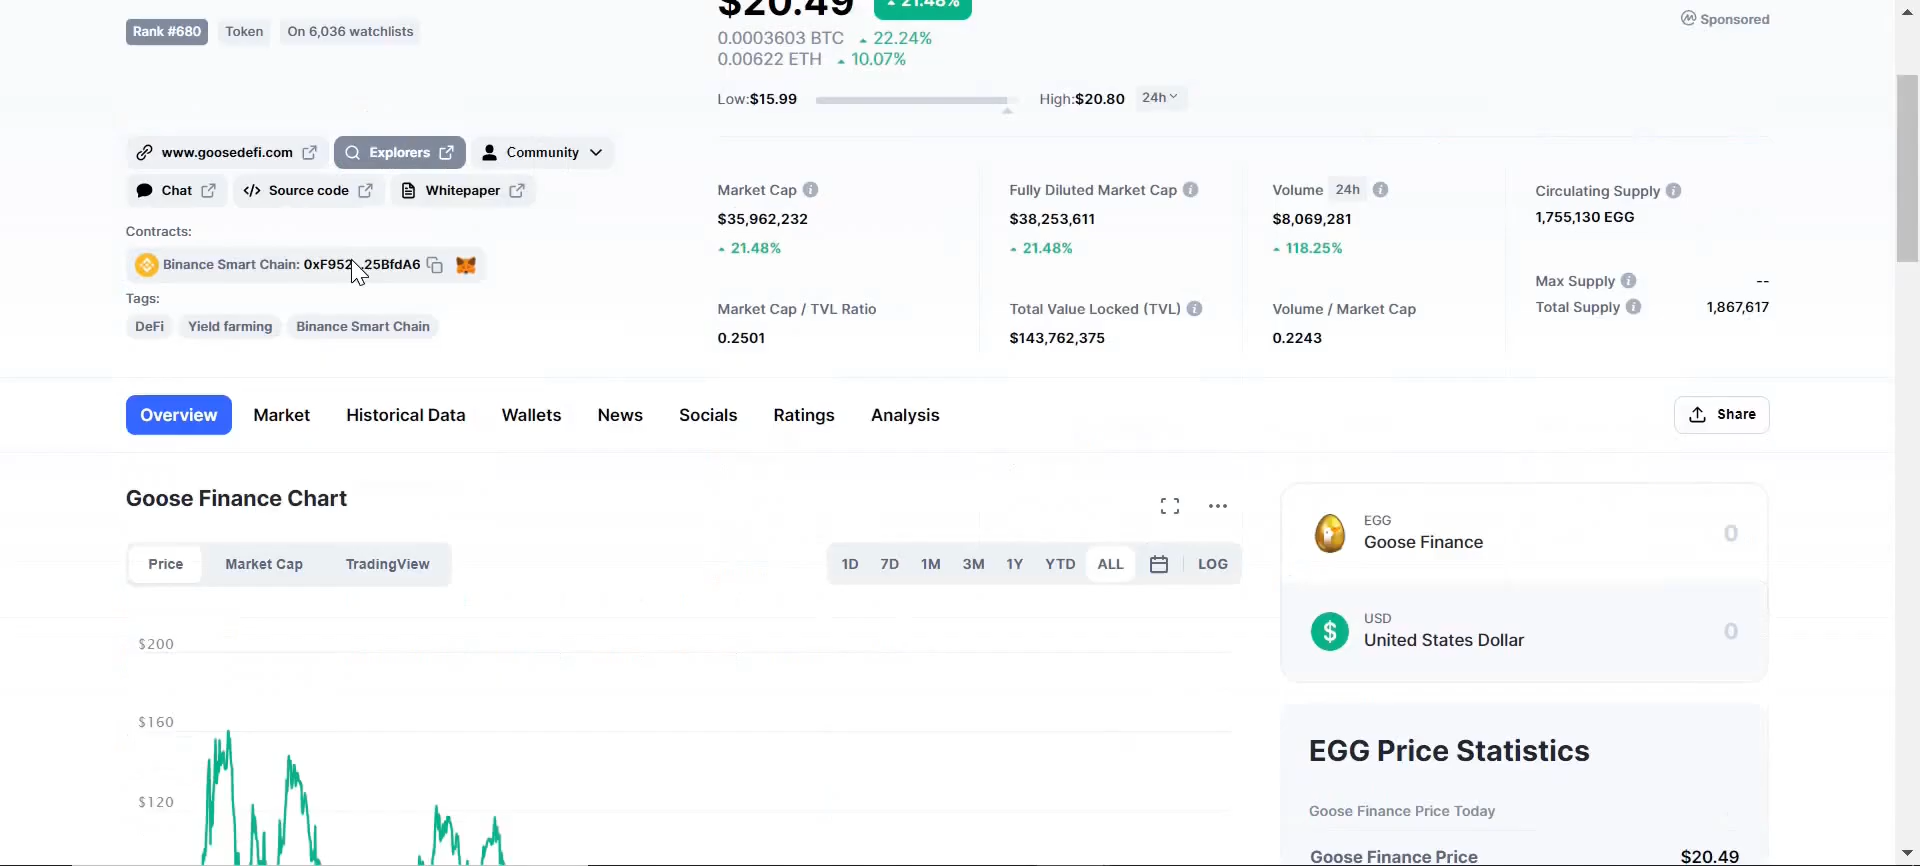 $20.49 21.48%
Rank #680 Token On 6,036 watchlists
Sponsored
0.0003603 BTC 22.24%
0.00622 ETH 10.07%
Low:$15.99 High:$20.80 24h
www.goosedefi.com Explorers Community
Chat Source code Whitepaper
Contracts:
Binance Smart Chain: 0xF952...25BfdA6
Tags:
DeFi Yield farming Binance Smart Chain
Market Cap
$35,962,232
21.48%
Fully Diluted Market Cap
$38,253,611
21.48%
Volume 24h
$8,069,281
118.25%
Circulating Supply
1,755,130 EGG
Market Cap / TVL Ratio
0.2501
Total Value Locked (TVL)
$143,762,375
Volume / Market Cap
0.2243
Max Supply --
Total Supply 1,867,617
Overview Market Historical Data Wallets News Socials Ratings Analysis Share
Goose Finance Chart
Price Market Cap TradingView 1D 7D 1M 3M 1Y YTD ALL LOG
$200
$160
$120
EGG
Goose Finance 0
USD
United States Dollar 0
EGG Price Statistics
Goose Finance Price Today
Goose Finance Price $20.49